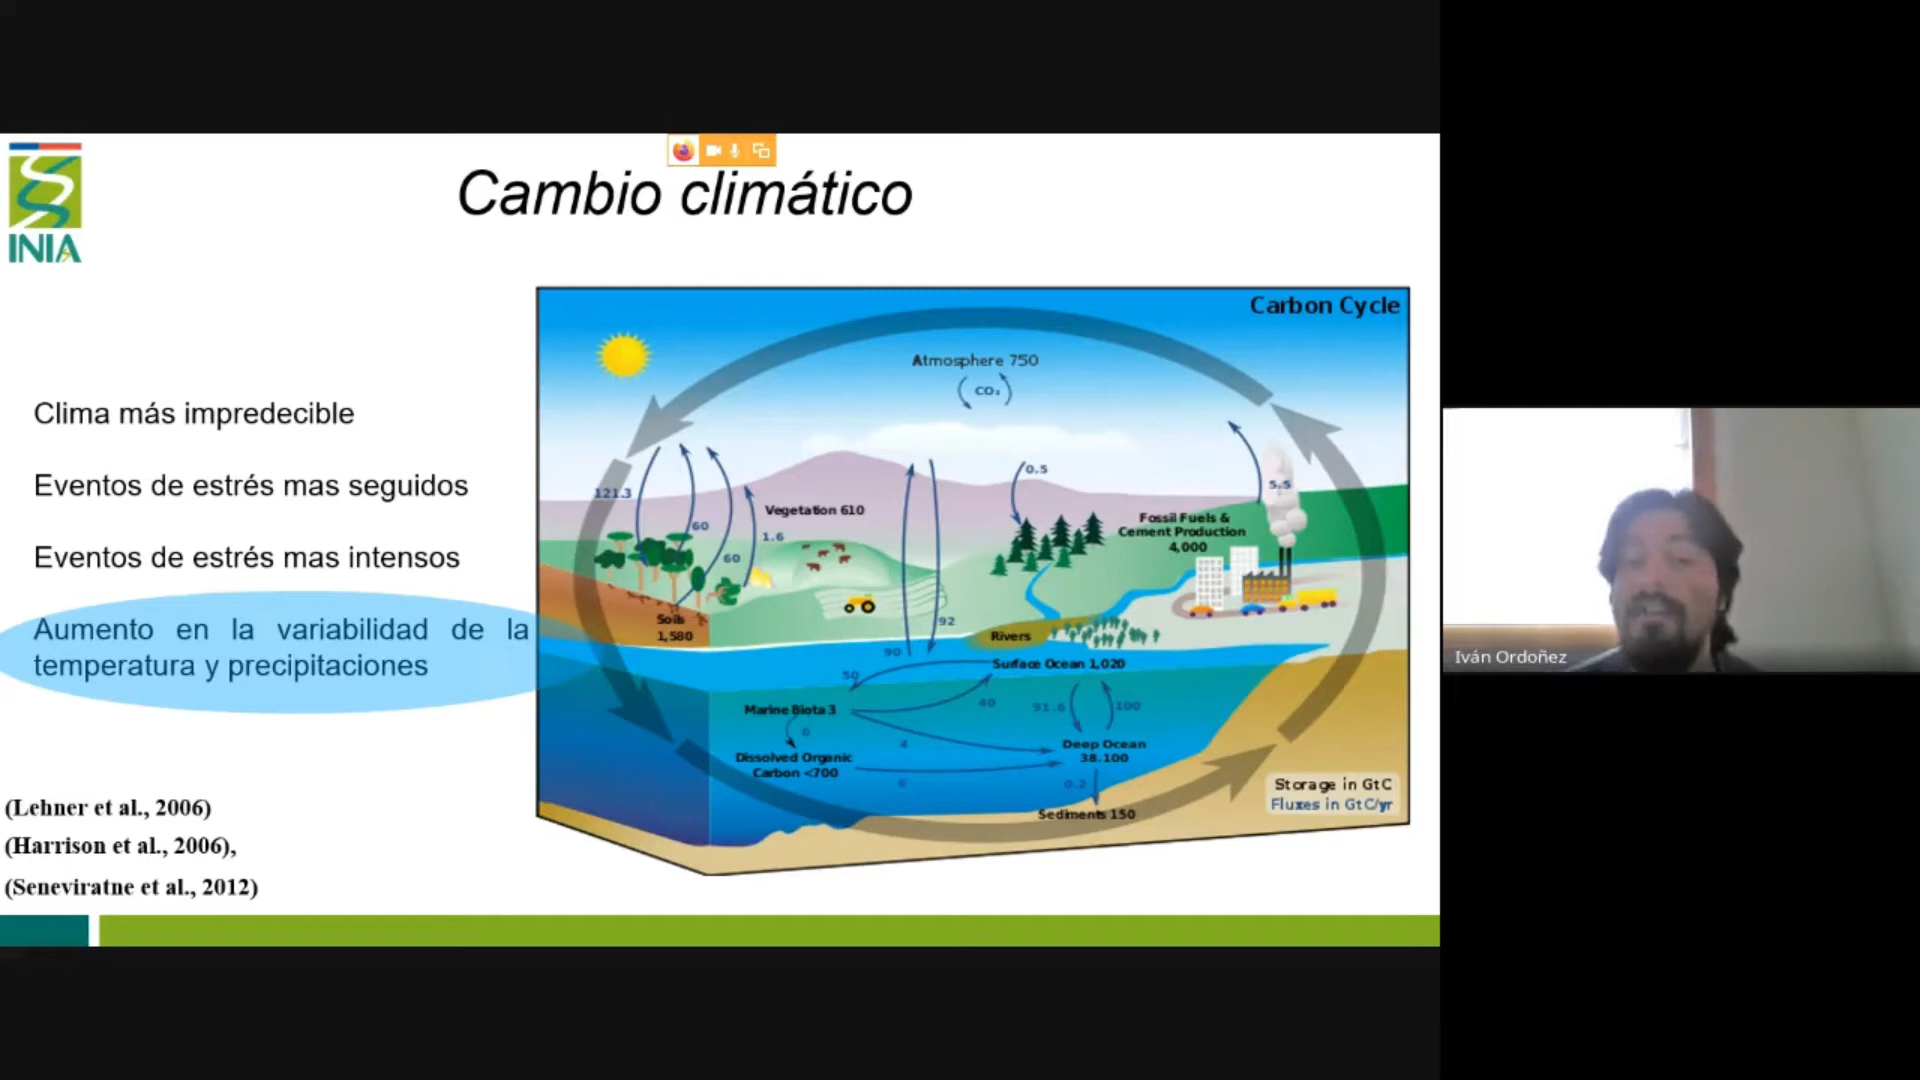 INIA
Cambio climático
Clima más impredecible
Eventos de estrés mas seguidos
Eventos de estrés mas intensos
Aumento en la variabilidad de la
temperatura y precipitaciones
(Lehner et al., 2006)
(Harrison et al., 2006),
(Seneviratne et al., 2012)
Carbon Cycle
Atmosphere 750
CO₂
121.3
60
60
1.6
Vegetation 610
0.5
Fossil Fuels &
Cement Production
4,000
5.5
Soils
1,580
92
90
Rivers
Surface Ocean 1,020
50
40
91.6
100
Marine Biota 3
6
4
Deep Ocean
38.100
Dissolved Organic
Carbon <700
6
0.2
Sediments 150
Storage in GtC
Fluxes in GtC/yr
Iván Ordoñez